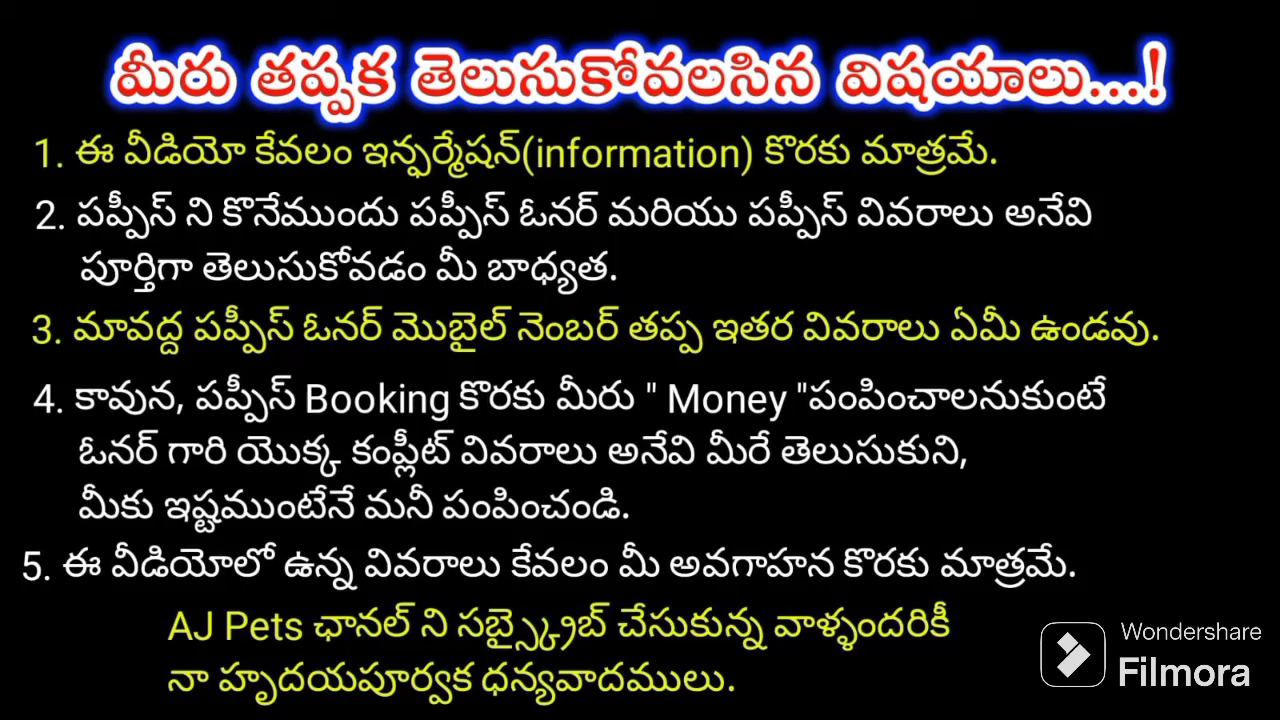 మీరు తప్పక తెలుసుకోవలసిన విషయాలు...!
1. ఈ వీడియో కేవలం ఇన్ఫర్మేషన్(information) కొరకు మాత్రమే.
2. పప్పీస్ ని కొనేముందు పప్పీస్ ఓనర్ మరియు పప్పీస్ వివరాలు అనేవి
పూర్తిగా తెలుసుకోవడం మీ బాధ్యత.
3. మావద్ద పప్పీస్ ఓనర్ మొబైల్ నెంబర్ తప్ప ఇతర వివరాలు ఏమీ ఉండవు.
4. కావున, పప్పీస్ Booking కొరకు మీరు " Money "పంపించాలనుకుంటే
ఓనర్ గారి యొక్క కంప్లీట్ వివరాలు అనేవి మీరే తెలుసుకుని,
మీకు ఇష్టముంటేనే మనీ పంపించండి.
5. ఈ వీడియోలో ఉన్న వివరాలు కేవలం మీ అవగాహన కొరకు మాత్రమే.
AJ Pets ఛానల్ ని సబ్స్క్రైబ్ చేసుకున్న వాళ్ళందరికీ
నా హృదయపూర్వక ధన్యవాదములు.
Wondershare
Filmora